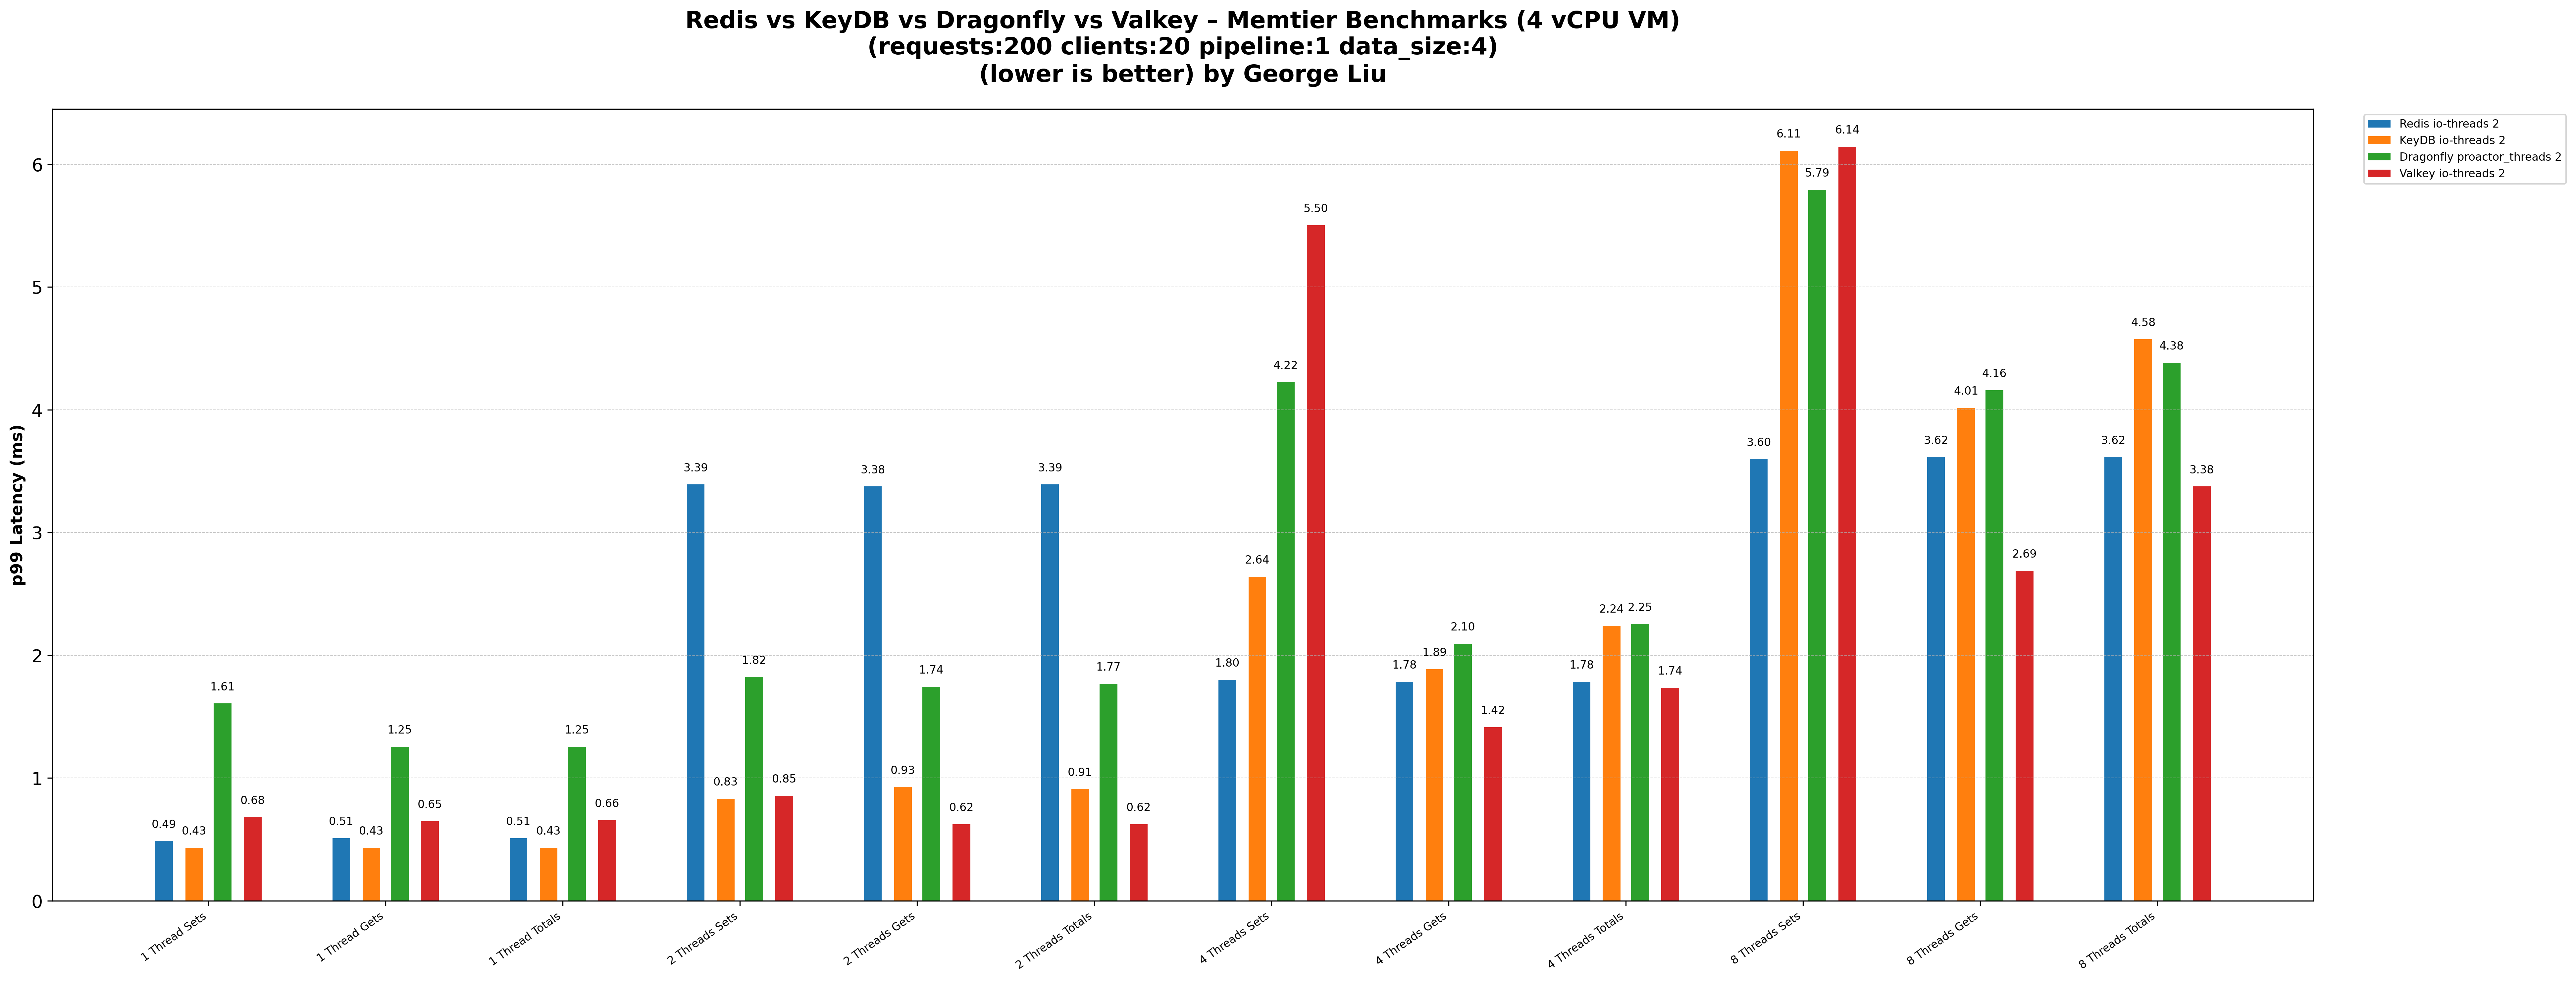 Redis vs KeyDB vs Dragonfly vs Valkey – Memtier Benchmarks (4 vCPU VM)
(requests:200 clients:20 pipeline:1 data_size:4)
(lower is better) by George Liu
Redis io-threads 2
KeyDB io-threads 2
Dragonfly proactor_threads 2
Valkey io-threads 2
p99 Latency (ms)
6
5
4
3
2
1
0
0.49 0.43 1.61 0.68
0.51 0.43 1.25 0.65
0.51 0.43 1.25 0.66
3.39 0.83 1.82 0.85
3.38 0.93 1.74 0.62
3.39 0.91 1.77 0.62
1.80 2.64 4.22 5.50
1.78 1.89 2.10 1.42
1.78 2.24 2.25 1.74
3.60 6.11 5.79 6.14
3.62 4.01 4.16 2.69
3.62 4.58 4.38 3.38
1 Thread Sets
1 Thread Gets
1 Thread Totals
2 Threads Sets
2 Threads Gets
2 Threads Totals
4 Threads Sets
4 Threads Gets
4 Threads Totals
8 Threads Sets
8 Threads Gets
8 Threads Totals